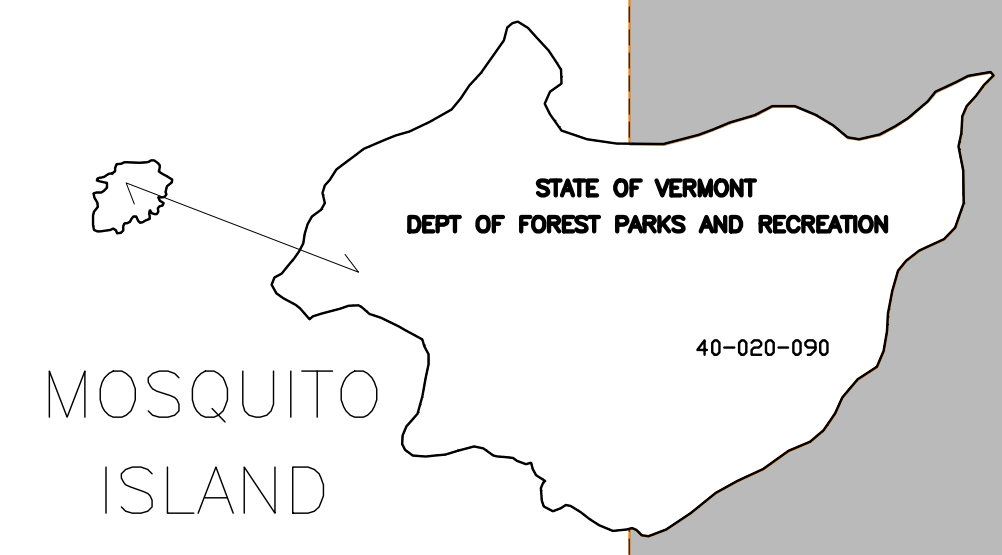 STATE OF VERMONT
DEPT OF FOREST PARKS AND RECREATION
40-020-090
MOSQUITO
ISLAND